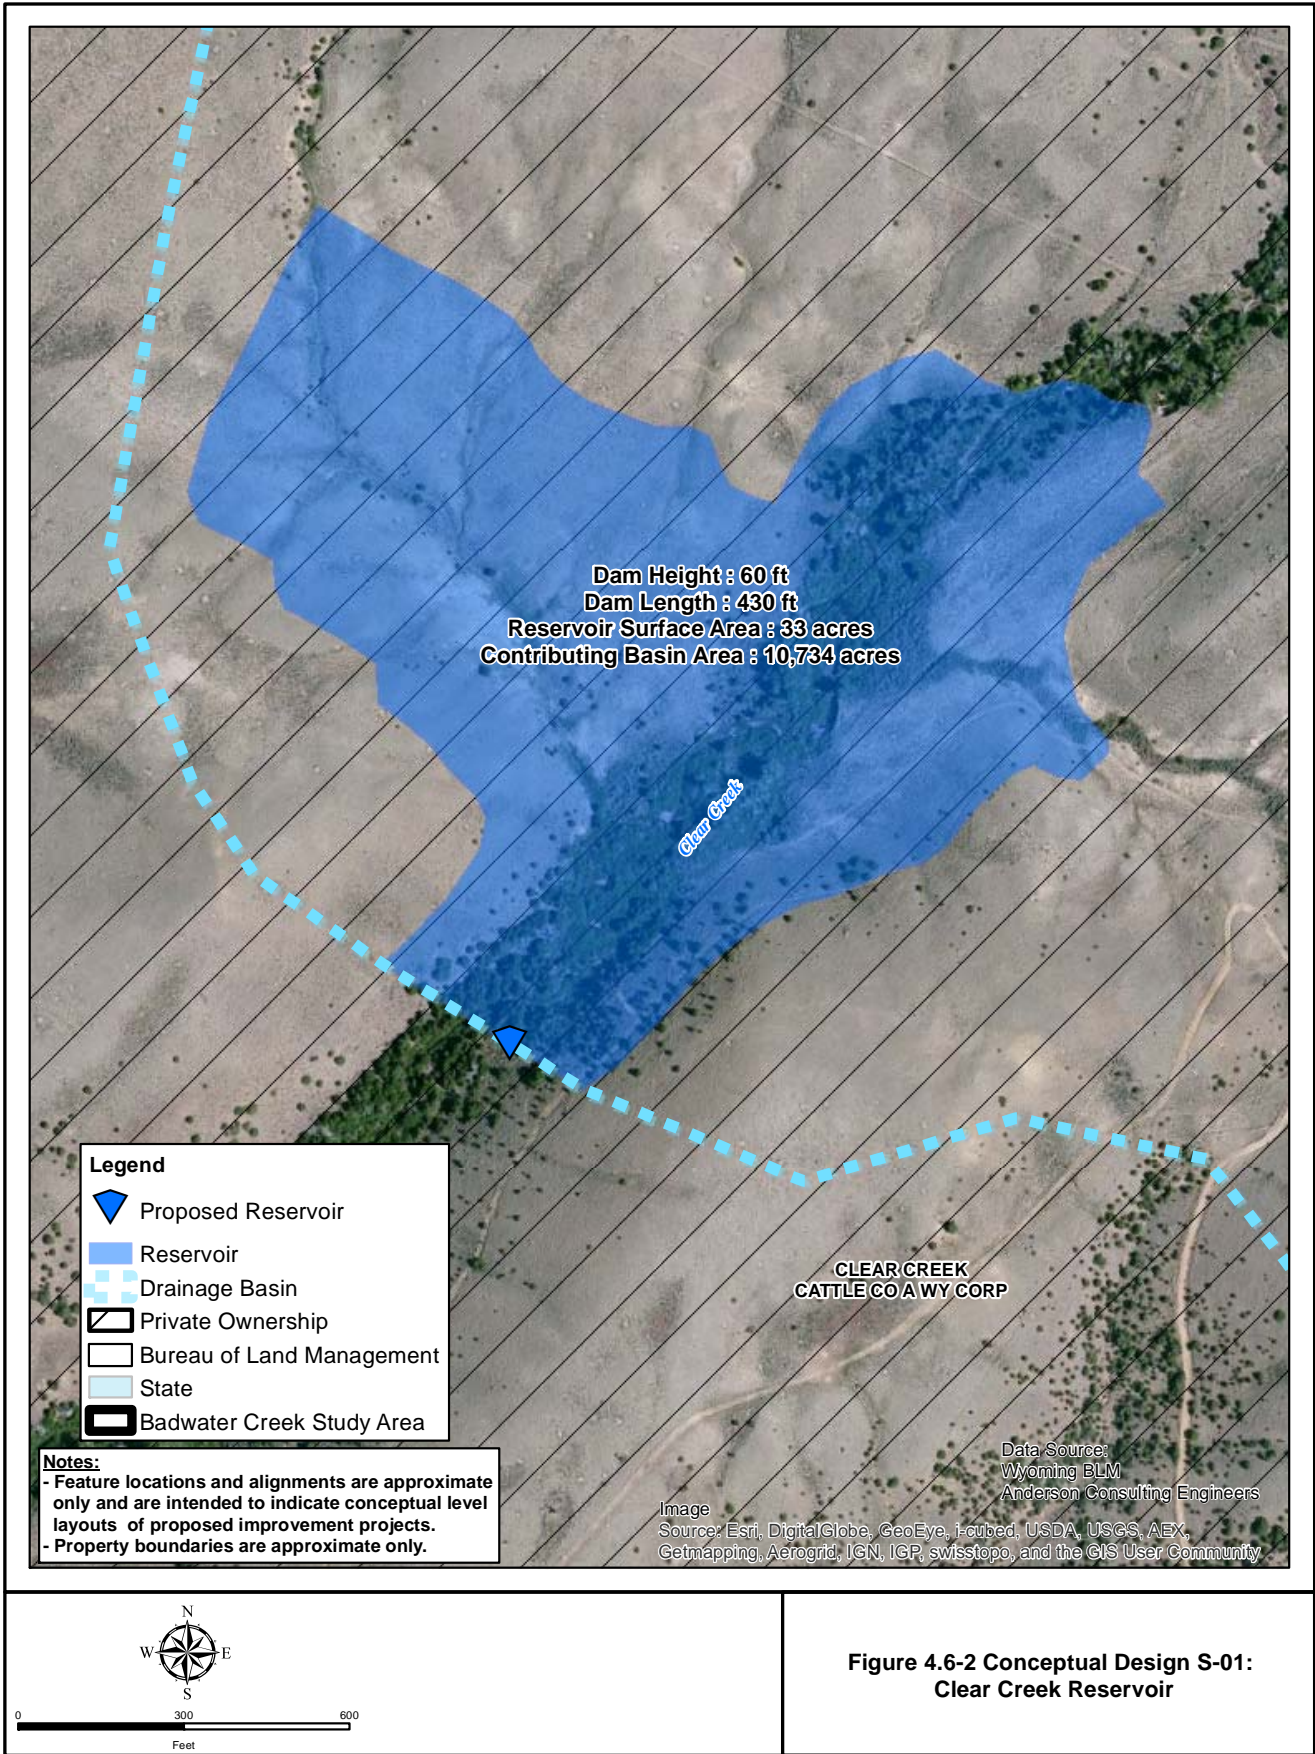 Dam Height : 60 ft
Dam Length : 430 ft
Reservoir Surface Area : 33 acres
Contributing Basin Area : 10,734 acres
Clear Creek
Legend
Proposed Reservoir
Reservoir
Drainage Basin
Private Ownership
Bureau of Land Management
State
Badwater Creek Study Area
CLEAR CREEK
CATTLE CO A WY CORP
Notes:
- Feature locations and alignments are approximate
only and are intended to indicate conceptual level
layouts of proposed improvement projects.
- Property boundaries are approximate only.
Data Source:
Wyoming BLM
Anderson Consulting Engineers
Image
Source: Esri, DigitalGlobe, GeoEye, i-cubed, USDA, USGS, AEX,
Getmapping, Aerogrid, IGN, IGP, swisstopo, and the GIS User Community
N
W E
S
0 300 600
Feet
Figure 4.6-2 Conceptual Design S-01:
Clear Creek Reservoir